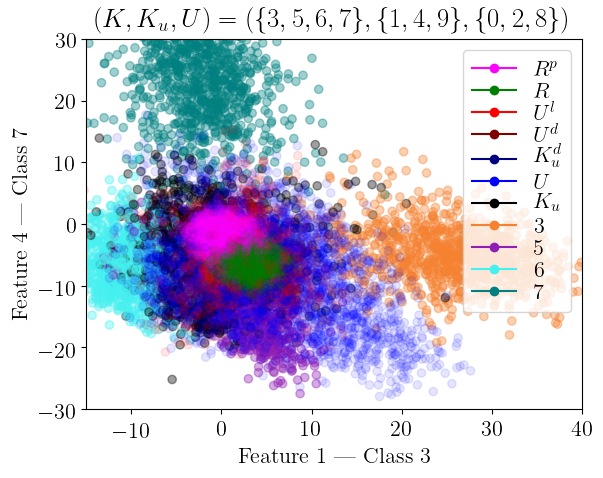 (K, K_u, U) = ({3, 5, 6, 7}, {1, 4, 9}, {0, 2, 8})
30
20
10
0
−10
−20
−30
Feature 4 — Class 7
−10
0
10
20
30
40
Feature 1 — Class 3
R^p
R
U^l
U^d
K_u^d
U
K_u
3
5
6
7